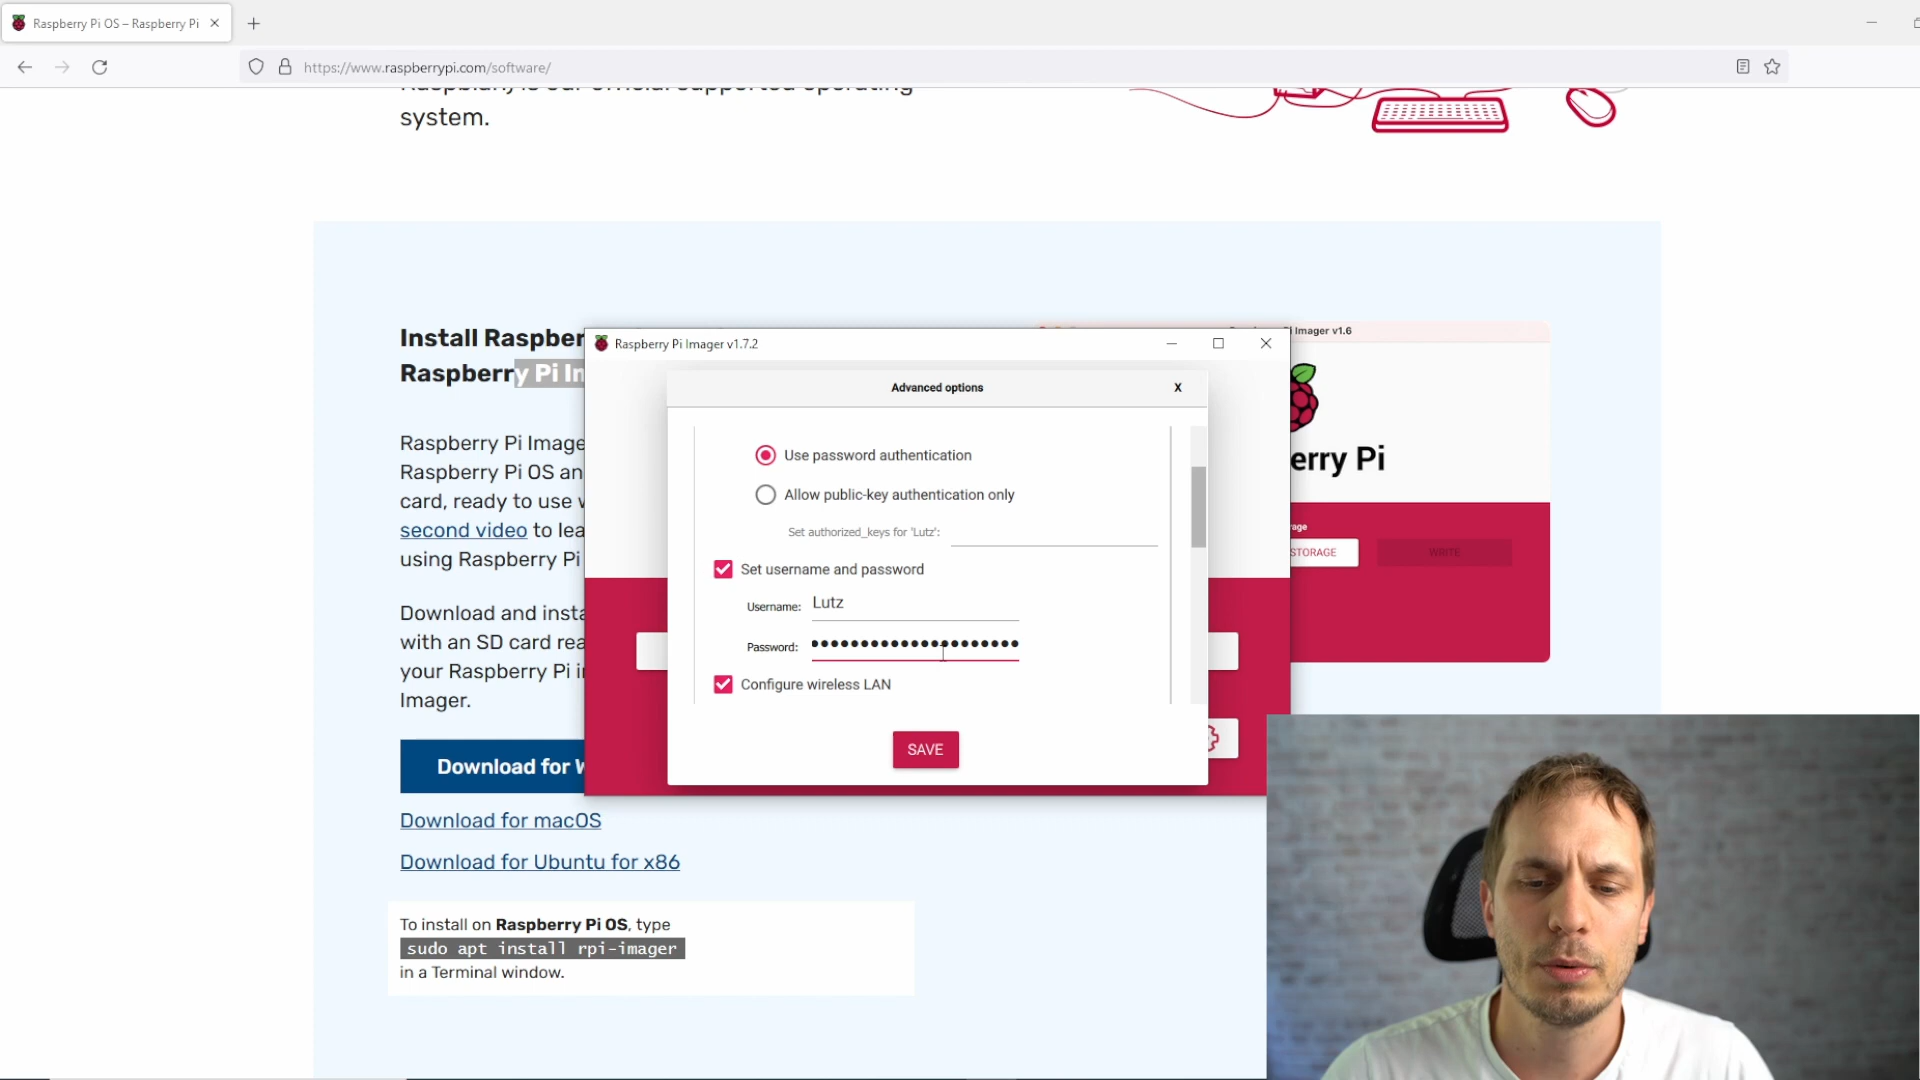 Raspberry Pi OS – Raspberry Pi
https://www.raspberrypi.com/software/
system.
Install Raspber
Raspberry Pi Im
Raspberry Pi Image
Raspberry Pi OS an
card, ready to use
second video to lea
using Raspberry Pi
Download and insta
with an SD card rea
your Raspberry Pi i
Imager.
Download for W
Download for macOS
Download for Ubuntu for x86
To install on Raspberry Pi OS, type
sudo apt install rpi-imager
in a Terminal window.
Raspberry Pi Imager v1.7.2
Advanced options
X
Use password authentication
Allow public-key authentication only
Set authorized_keys for 'Lutz':
Set username and password
Username: Lutz
Password: ●●●●●●●●●●●●●●●●●●●●●
Configure wireless LAN
SAVE
Imager v1.6
erry Pi
rage
STORAGE
WRITE